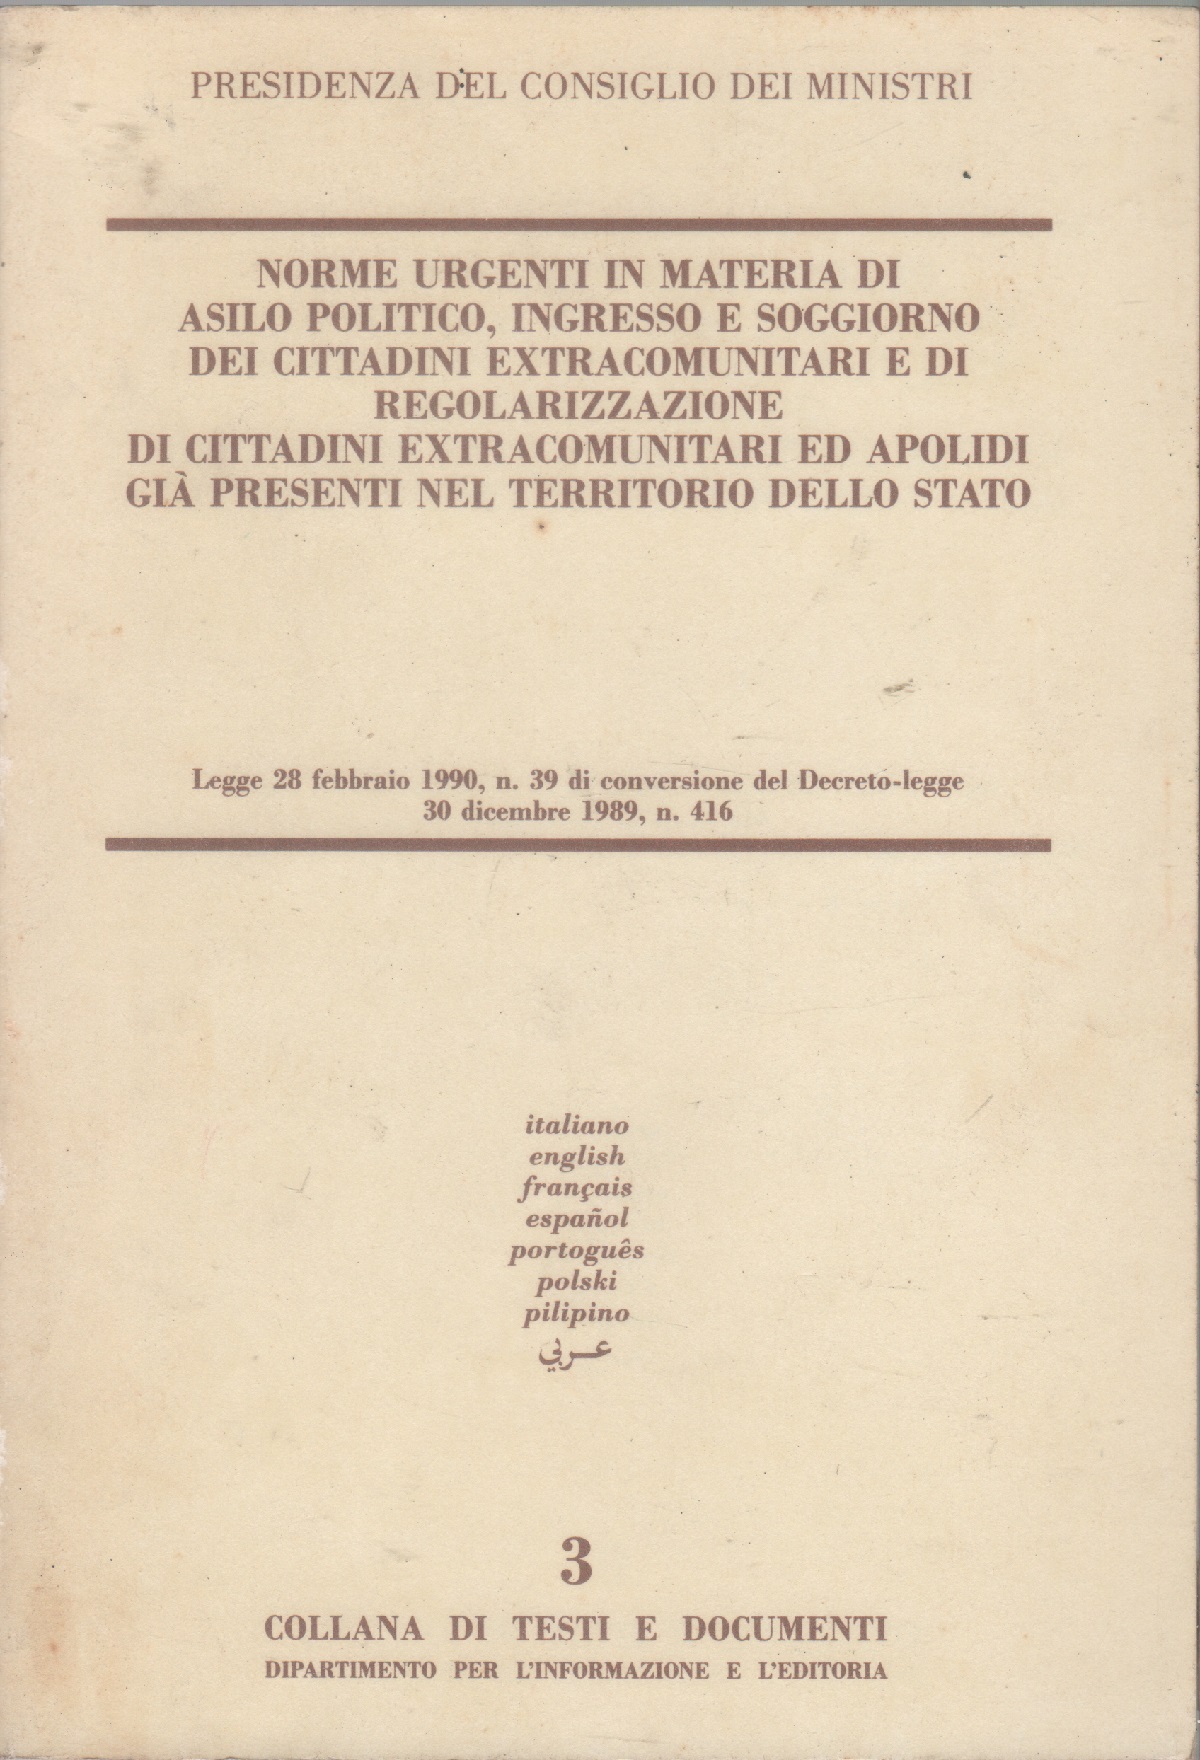 PRESIDENZA DEL CONSIGLIO DEI MINISTRI
NORME URGENTI IN MATERIA DI
ASILO POLITICO, INGRESSO E SOGGIORNO
DEI CITTADINI EXTRACOMUNITARI E DI
REGOLARIZZAZIONE
DI CITTADINI EXTRACOMUNITARI ED APOLIDI
GIÀ PRESENTI NEL TERRITORIO DELLO STATO
Legge 28 febbraio 1990, n. 39 di conversione del Decreto-legge
30 dicembre 1989, n. 416
italiano
english
français
español
portoguês
polski
pilipino
عربي
3
COLLANA DI TESTI E DOCUMENTI
DIPARTIMENTO PER L'INFORMAZIONE E L'EDITORIA